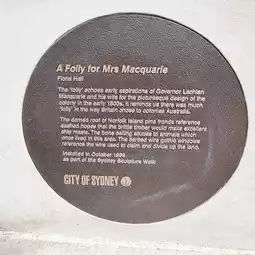 A Folly for Mrs Macquarie
Fiona Hall
The 'folly' echoes early aspirations of Governor Lachlan
Macquarie and his wife for the picturesque design of the
colony in the early 1800s. It reminds us there was much
'folly' in the way Britain chose to colonise Australia.
The domed roof of Norfolk Island pine fronds reference
dashed hopes that the brittle timber would make excellent
ship masts. The bone ceiling alludes to animals which
once lived in this area. The barbed wire gothic windows
reference the wire used to claim and divide up the land.
Installed in October
as part of the Sydney Sculpture Walk
CITY OF SYDNEY